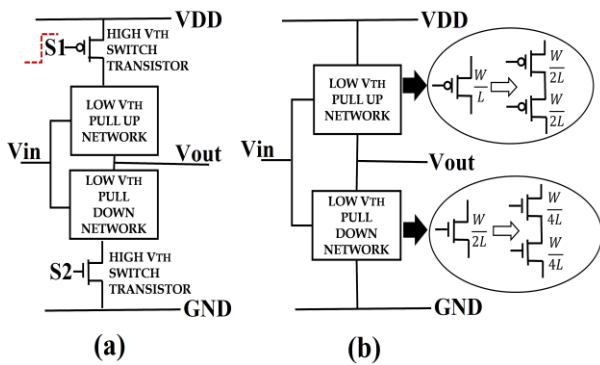 VDD
S1
HIGH VTH
SWITCH
TRANSISTOR
LOW VTH
PULL UP
NETWORK
Vin
Vout
LOW VTH
PULL
DOWN
NETWORK
S2
HIGH VTH
SWITCH
TRANSISTOR
GND
(a)
VDD
LOW VTH
PULL UP
NETWORK
W
L
W
2L
W
2L
Vin
Vout
LOW VTH
PULL
DOWN
NETWORK
W
2L
W
4L
W
4L
GND
(b)